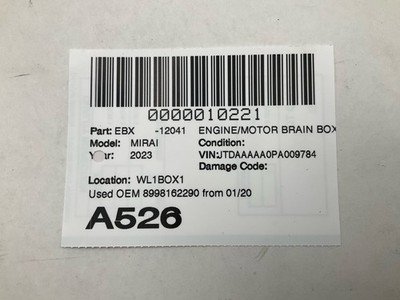 0000010221
Part: EBX -12041 ENGINE/MOTOR BRAIN BOX
Model: MIRAI Condition:
Year: 2023 VIN:JTDAAAAA0PA009784
Damage Code:
Location: WL1BOX1
Used OEM 8998162290 from 01/20
A526